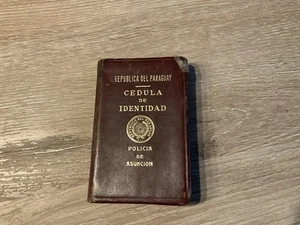 REPUBLICA DEL PARAGUAY
CEDULA
DE
IDENTIDAD
POLICIA
DE
ASUNCION